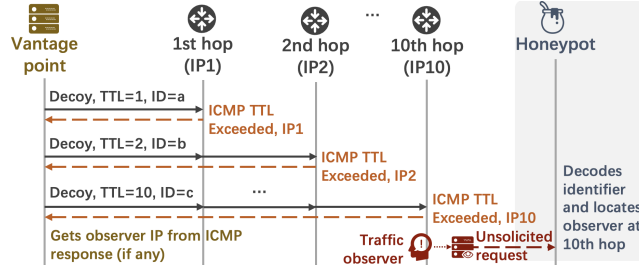 Vantage
point
1st hop
(IP1)
2nd hop
(IP2)
...
10th hop
(IP10)
Honeypot
Decoy, TTL=1, ID=a
ICMP TTL
Exceeded, IP1
Decoy, TTL=2, ID=b
ICMP TTL
Exceeded, IP2
Decoy, TTL=10, ID=c
...
ICMP TTL
Exceeded, IP10
Gets observer IP from ICMP
response (if any)
Traffic
observer
Unsolicited
request
Decodes
identifier
and locates
observer at
10th hop